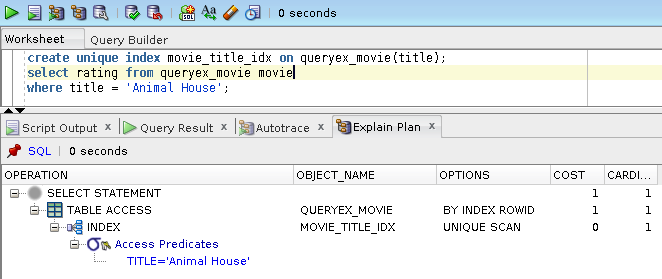 0 seconds
Worksheet Query Builder
create unique index movie_title_idx on queryex_movie(title);
select rating from queryex_movie movie
where title = 'Animal House';
Script Output x Query Result x Autotrace x Explain Plan x
SQL | 0 seconds
OPERATION OBJECT_NAME OPTIONS COST CARDI...
SELECT STATEMENT 1 1
TABLE ACCESS QUERYEX_MOVIE BY INDEX ROWID 1 1
INDEX MOVIE_TITLE_IDX UNIQUE SCAN 0 1
Access Predicates
TITLE='Animal House'